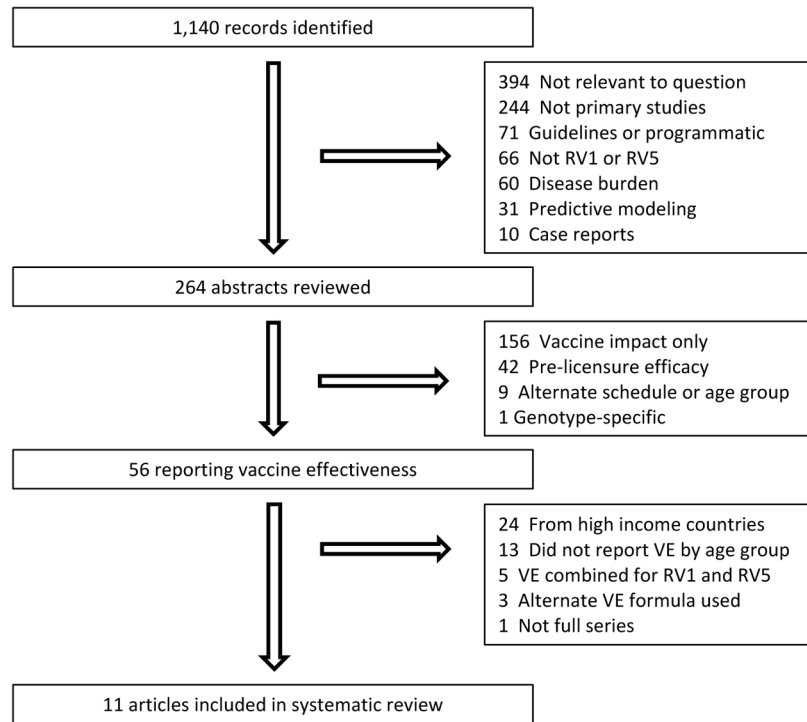 1,140 records identified
394 Not relevant to question
244 Not primary studies
71 Guidelines or programmatic
66 Not RV1 or RV5
60 Disease burden
31 Predictive modeling
10 Case reports
264 abstracts reviewed
156 Vaccine impact only
42 Pre-licensure efficacy
9 Alternate schedule or age group
1 Genotype-specific
56 reporting vaccine effectiveness
24 From high income countries
13 Did not report VE by age group
5 VE combined for RV1 and RV5
3 Alternate VE formula used
1 Not full series
11 articles included in systematic review